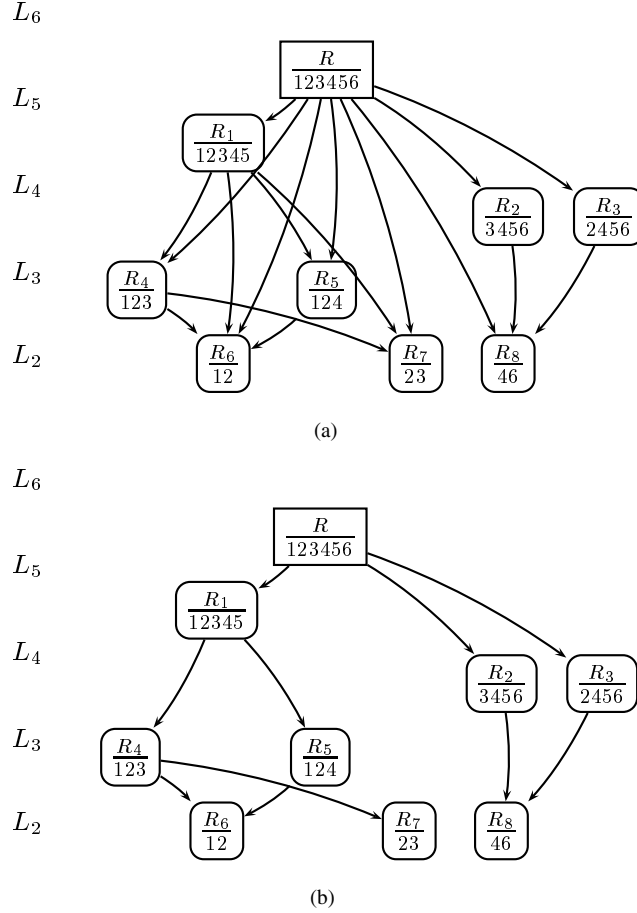 L₆
R
123456
L₅
R₁
12345
L₄
R₂ R₃
3456 2456
L₃
R₄ R₅
123 124
L₂
R₆ R₇ R₈
12 23 46
(a)
L₆
R
123456
L₅
R₁
12345
L₄
R₂ R₃
3456 2456
L₃
R₄ R₅
123 124
L₂
R₆ R₇ R₈
12 23 46
(b)